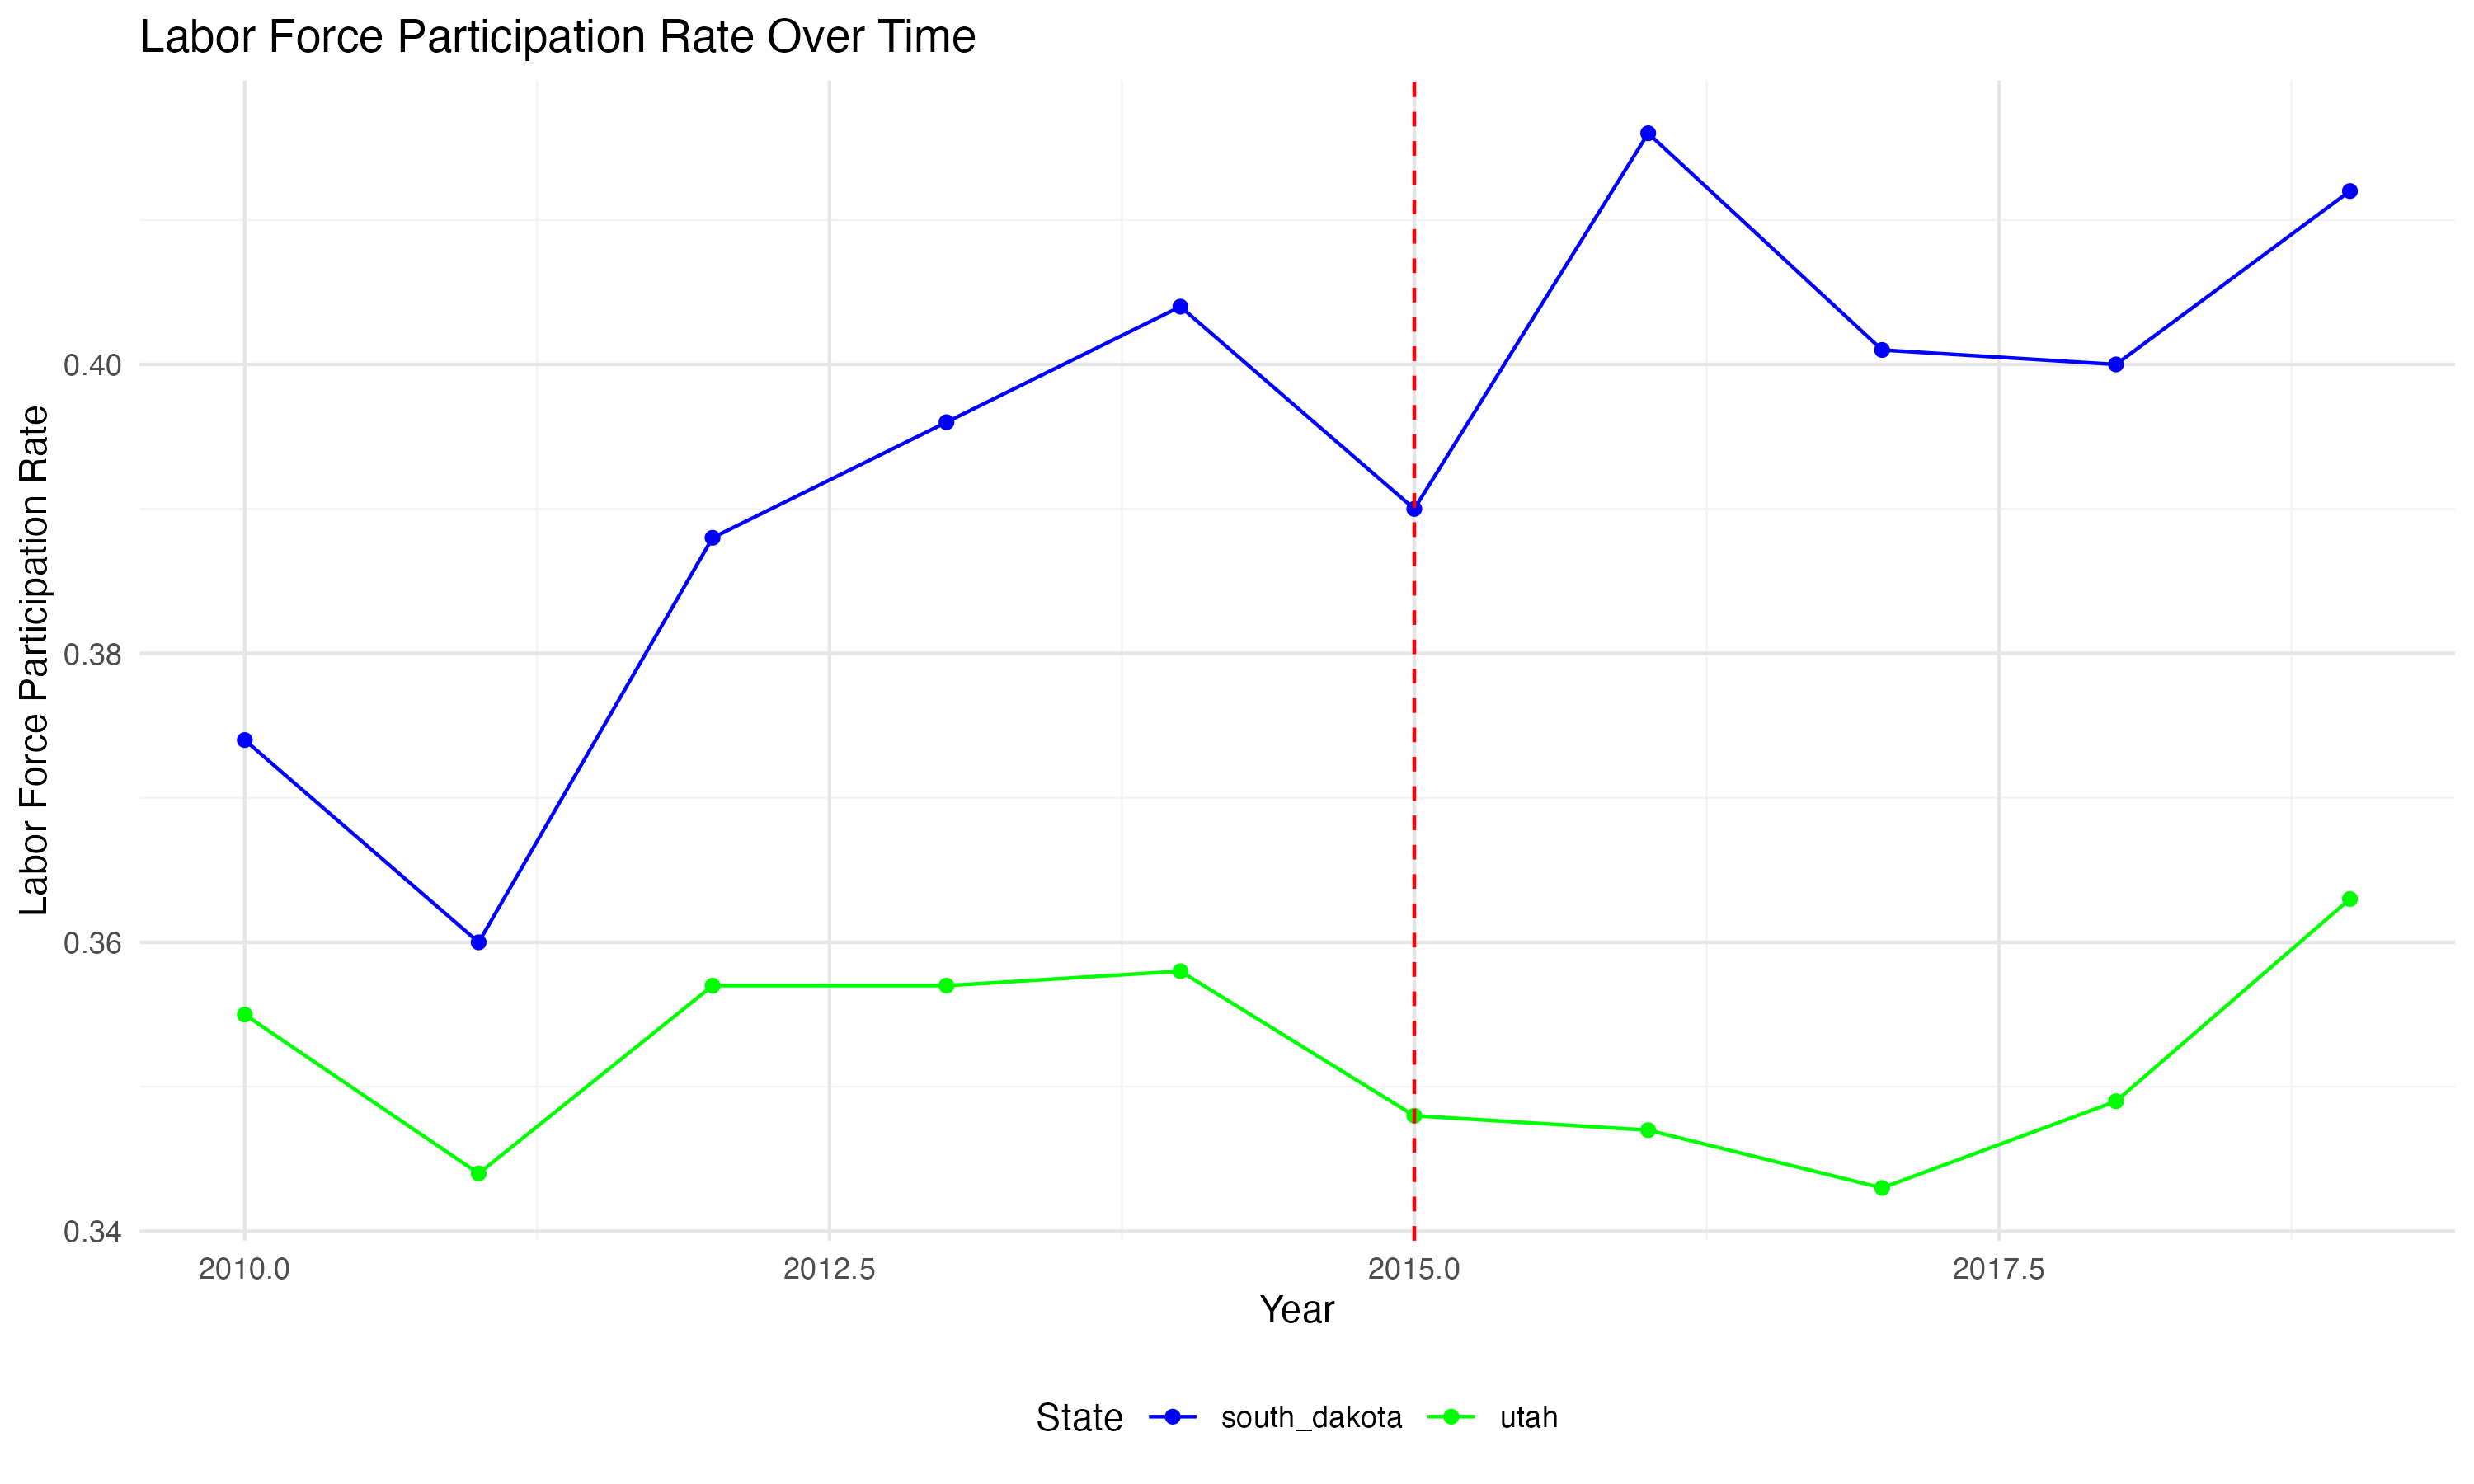 Labor Force Participation Rate Over Time
Labor Force Participation Rate
0.40
0.38
0.36
0.34
2010.0 2012.5 2015.0 2017.5
Year
State south_dakota utah